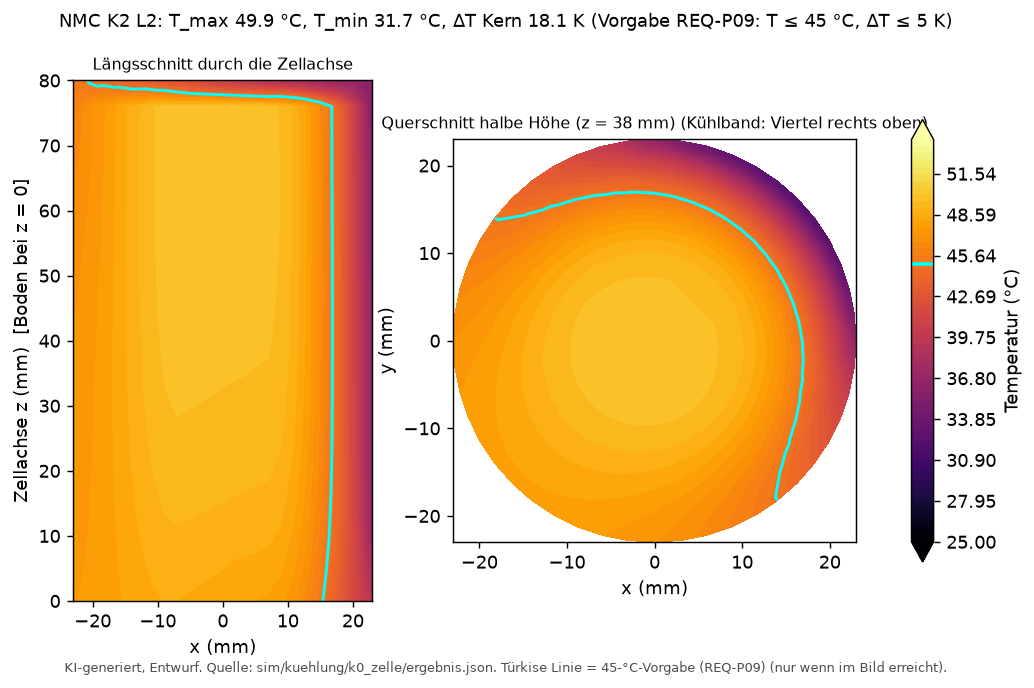 NMC K2 L2: T_max 49.9 °C, T_min 31.7 °C, ΔT Kern 18.1 K (Vorgabe REQ-P09: T ≤ 45 °C, ΔT ≤ 5 K)
Längsschnitt durch die Zellachse
80
70
60
50
40
30
20
10
0
Zellachse z (mm) [Boden bei z = 0]
−20 −10 0 10 20
x (mm)
Querschnitt halbe Höhe (z = 38 mm) (Kühlband: Viertel rechts oben)
20
10
0
−10
−20
y (mm)
−20 −10 0 10 20
x (mm)
51.54
48.59
45.64
42.69
39.75
36.80
33.85
30.90
27.95
25.00
Temperatur (°C)
KI-generiert, Entwurf. Quelle: sim/kuehlung/k0_zelle/ergebnis.json. Türkise Linie = 45-°C-Vorgabe (REQ-P09) (nur wenn im Bild erreicht).